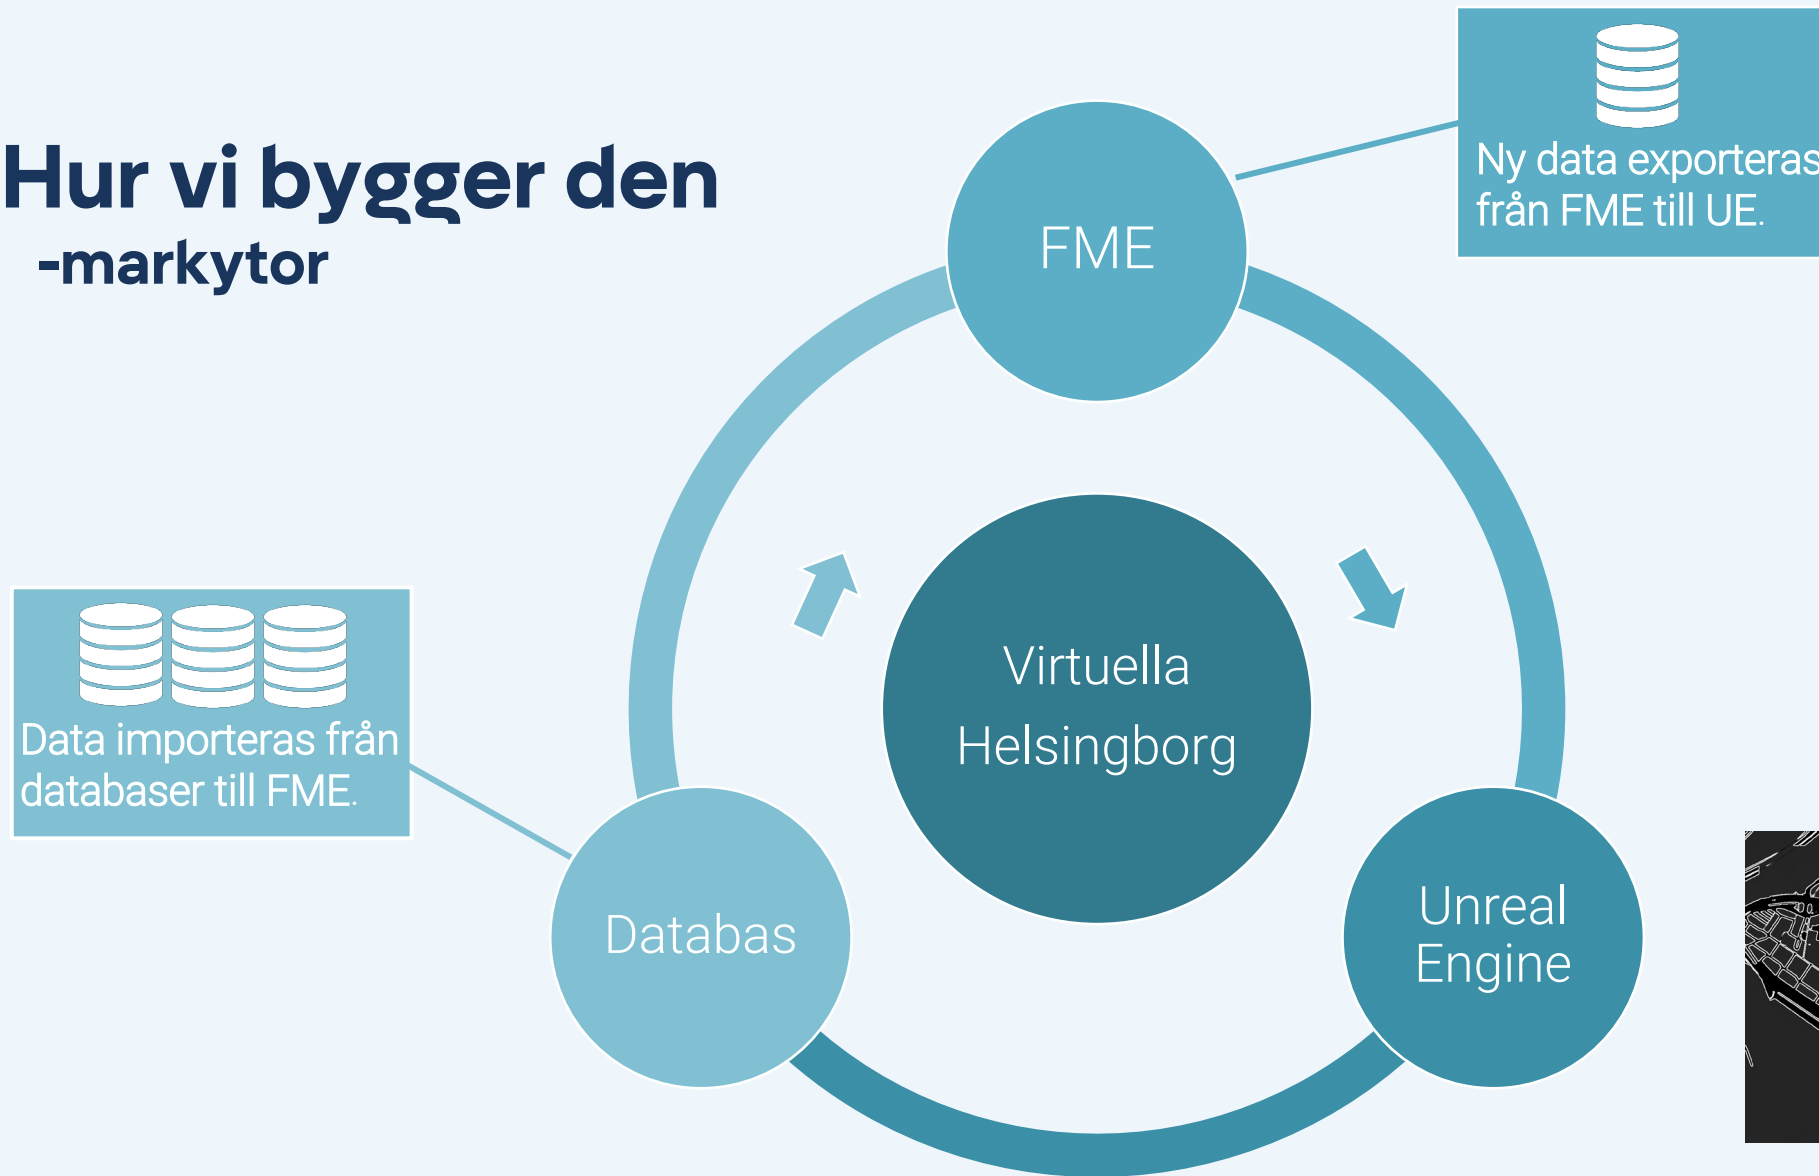 Hur vi bygger den
-markytor
Ny data exporteras
från FME till UE.
FME
Virtuella
Helsingborg
Data importeras från
databaser till FME.
Databas
Unreal
Engine